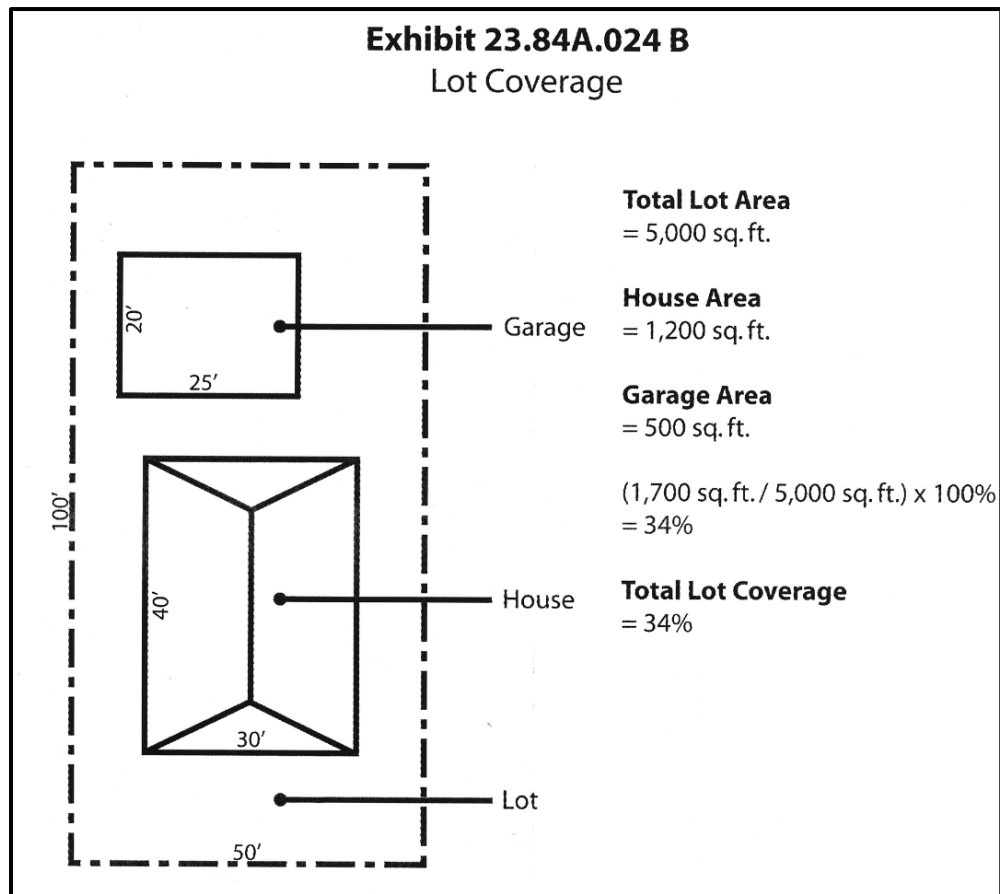 Exhibit 23.84A.024 B
Lot Coverage
Total Lot Area
= 5,000 sq. ft.
House Area
= 1,200 sq. ft.
Garage Area
= 500 sq. ft.
(1,700 sq. ft. / 5,000 sq. ft.) x 100%
= 34%
Total Lot Coverage
= 34%
20'
25'
Garage
100'
40'
30'
House
Lot
50'